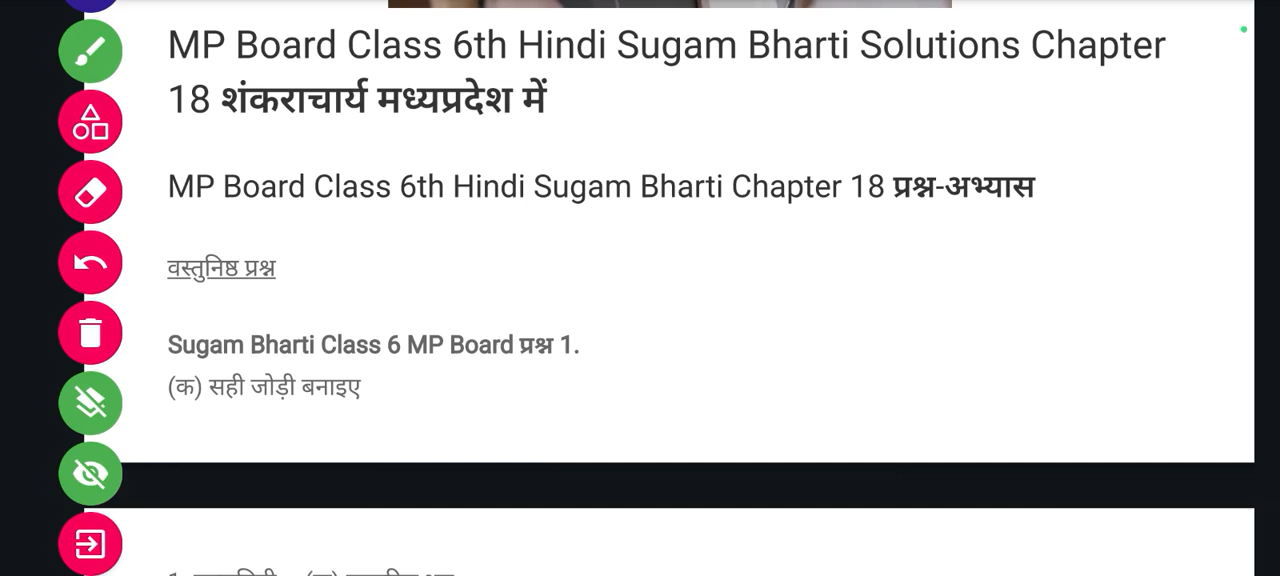 MP Board Class 6th Hindi Sugam Bharti Solutions Chapter
18 शंकराचार्य मध्यप्रदेश में
MP Board Class 6th Hindi Sugam Bharti Chapter 18 प्रश्न-अभ्यास
वस्तुनिष्ठ प्रश्न
Sugam Bharti Class 6 MP Board प्रश्न 1.
(क) सही जोड़ी बनाइए